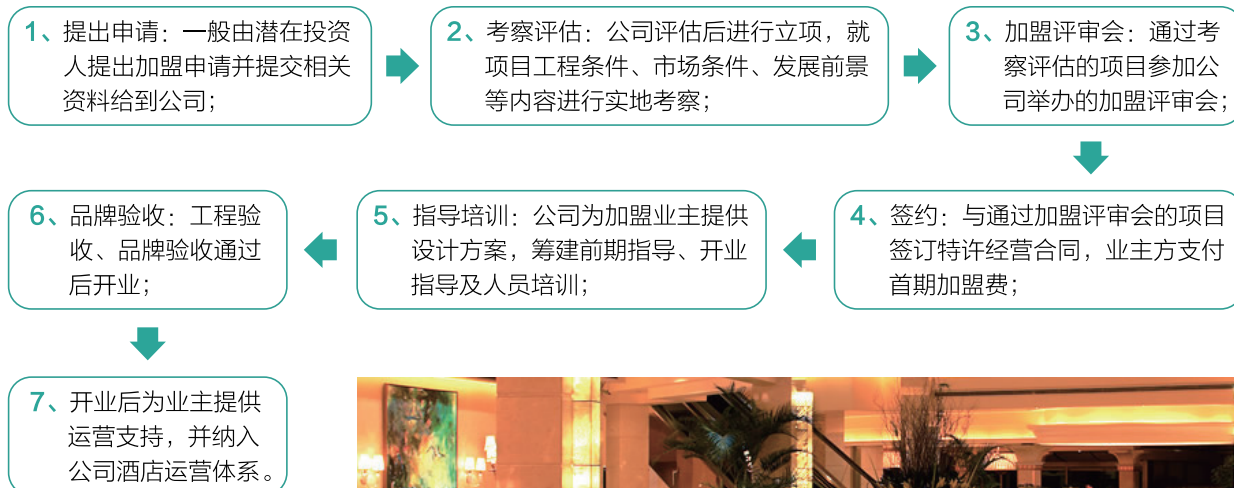 1、提出申请：一般由潜在投资
人提出加盟申请并提交相关
资料给到公司；
2、考察评估：公司评估后进行立项，就
项目工程条件、市场条件、发展前景
等内容进行实地考察；
3、加盟评审会：通过考
察评估的项目参加公
司举办的加盟评审会；
4、签约：与通过加盟评审会的项目
签订特许经营合同，业主方支付
首期加盟费；
5、指导培训：公司为加盟业主提供
设计方案，筹建前期指导、开业
指导及人员培训；
6、品牌验收：工程验
收、品牌验收通过
后开业；
7、开业后为业主提供
运营支持，并纳入
公司酒店运营体系。